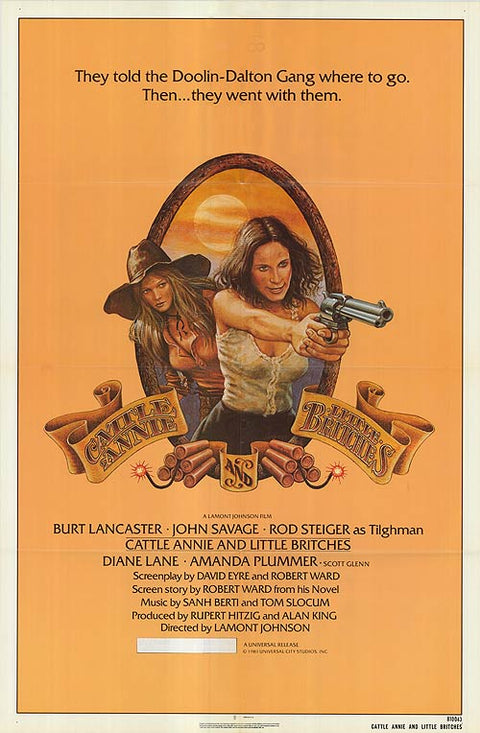 They told the Doolin-Dalton Gang where to go.
Then...they went with them.
CATTLE
ANNIE
AND
LITTLE
BRITCHES
A LAMONT JOHNSON FILM
BURT LANCASTER · JOHN SAVAGE · ROD STEIGER as Tilghman
CATTLE ANNIE AND LITTLE BRITCHES
DIANE LANE · AMANDA PLUMMER · SCOTT GLENN
Screenplay by DAVID EYRE and ROBERT WARD
Screen story by ROBERT WARD from his Novel
Music by SANH BERTI and TOM SLOCUM
Produced by RUPERT HITZIG and ALAN KING
Directed by LAMONT JOHNSON
A UNIVERSAL RELEASE
© 1981 UNIVERSAL CITY STUDIOS, INC.
810043
CATTLE ANNIE AND LITTLE BRITCHES